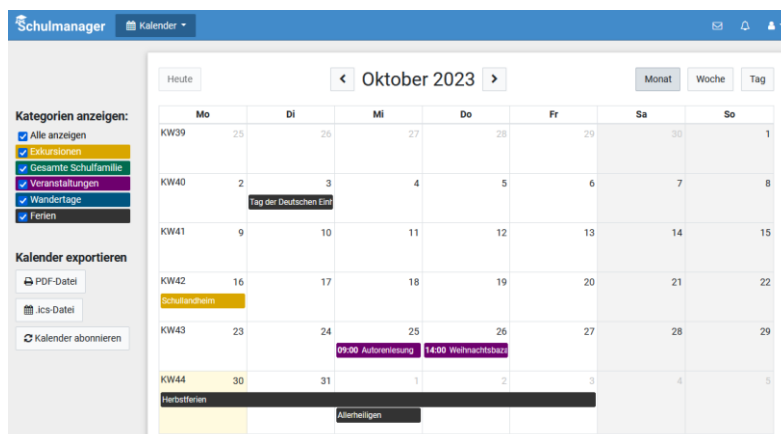 Schulmanager
Kalender
Heute
Oktober 2023
Monat
Woche
Tag
Kategorien anzeigen:
Alle anzeigen
Exkursionen
Gesamte Schulfamilie
Veranstaltungen
Wandertage
Ferien
Kalender exportieren
PDF-Datei
.ics-Datei
Kalender abonnieren
Mo Di Mi Do Fr Sa So
KW39 25 26 27 28 29 30 1
KW40 2 3 4 5 6 7 8
Tag der Deutschen Einh
KW41 9 10 11 12 13 14 15
KW42 16 17 18 19 20 21 22
Schullandheim
KW43 23 24 25 26 27 28 29
09:00 Autorenlesung 14:00 Weihnachtsbaza
KW44 30 31 1 2 3 4 5
Herbstferien
Allerheiligen